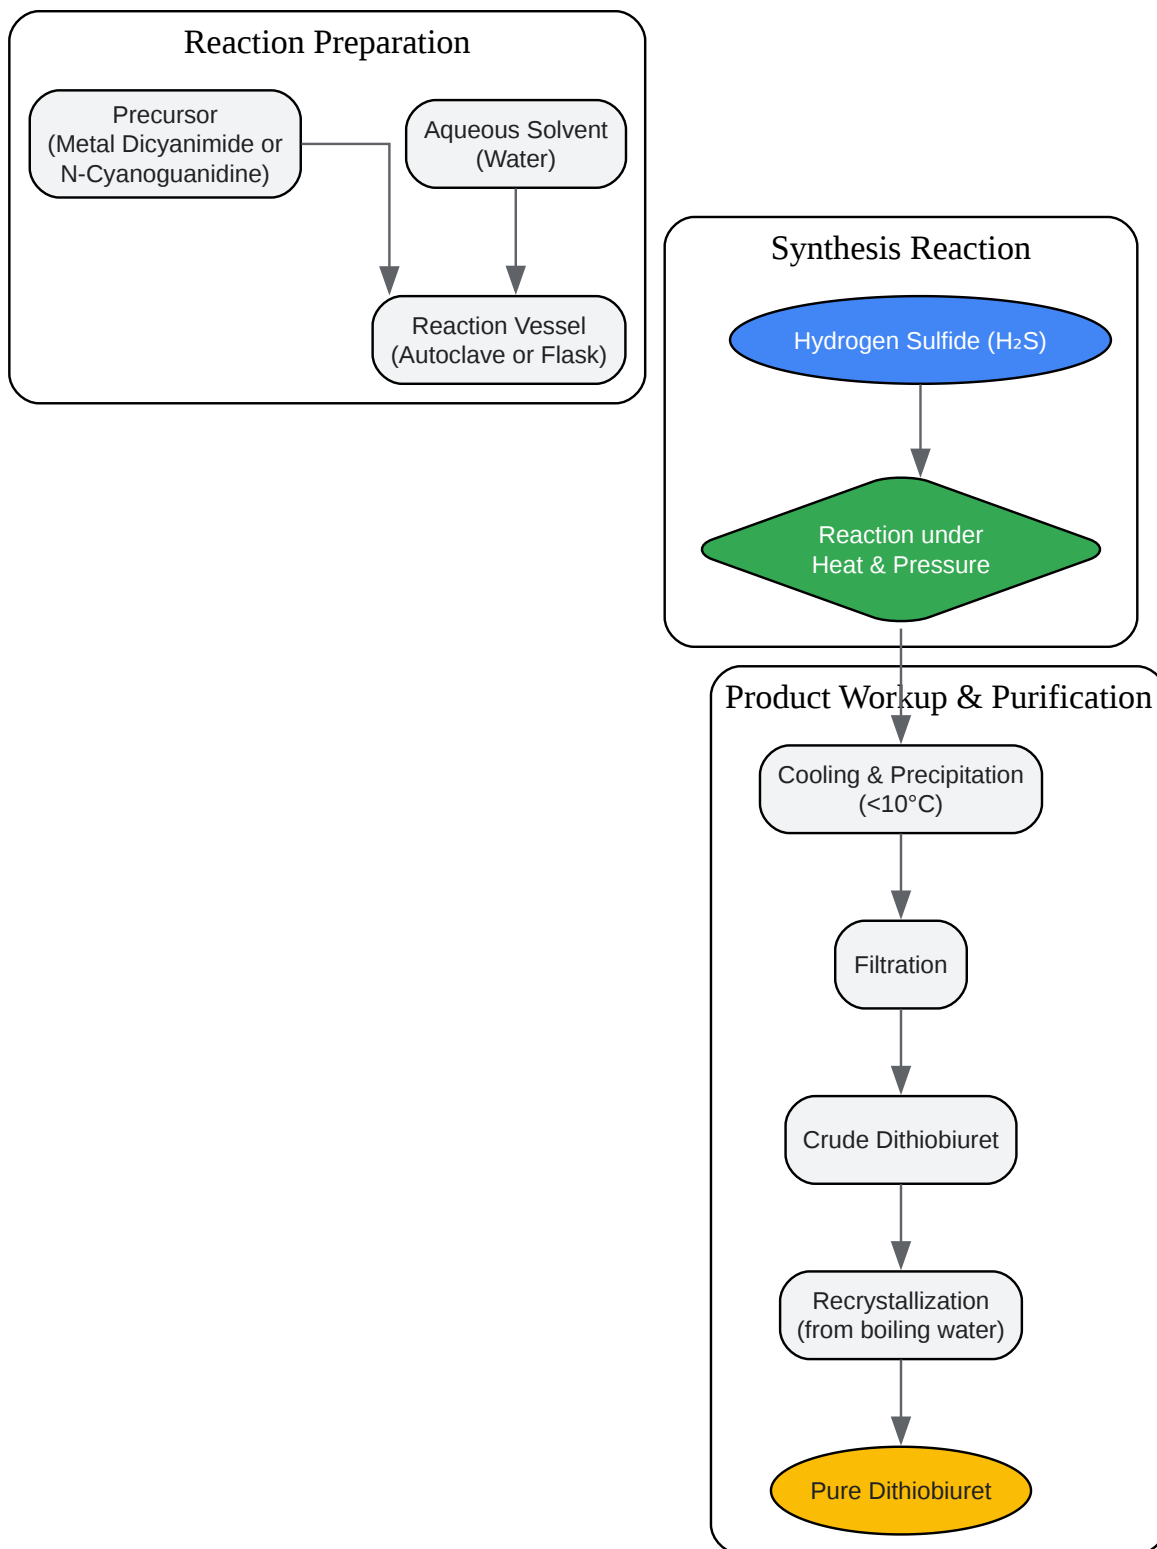 Reaction Preparation
Precursor
(Metal Dicyanimide or
N-Cyanoguanidine)
Aqueous Solvent
(Water)
Reaction Vessel
(Autoclave or Flask)
Synthesis Reaction
Hydrogen Sulfide (H₂S)
Reaction under
Heat & Pressure
Product Workup & Purification
Cooling & Precipitation
(<10°C)
Filtration
Crude Dithiobiuret
Recrystallization
(from boiling water)
Pure Dithiobiuret